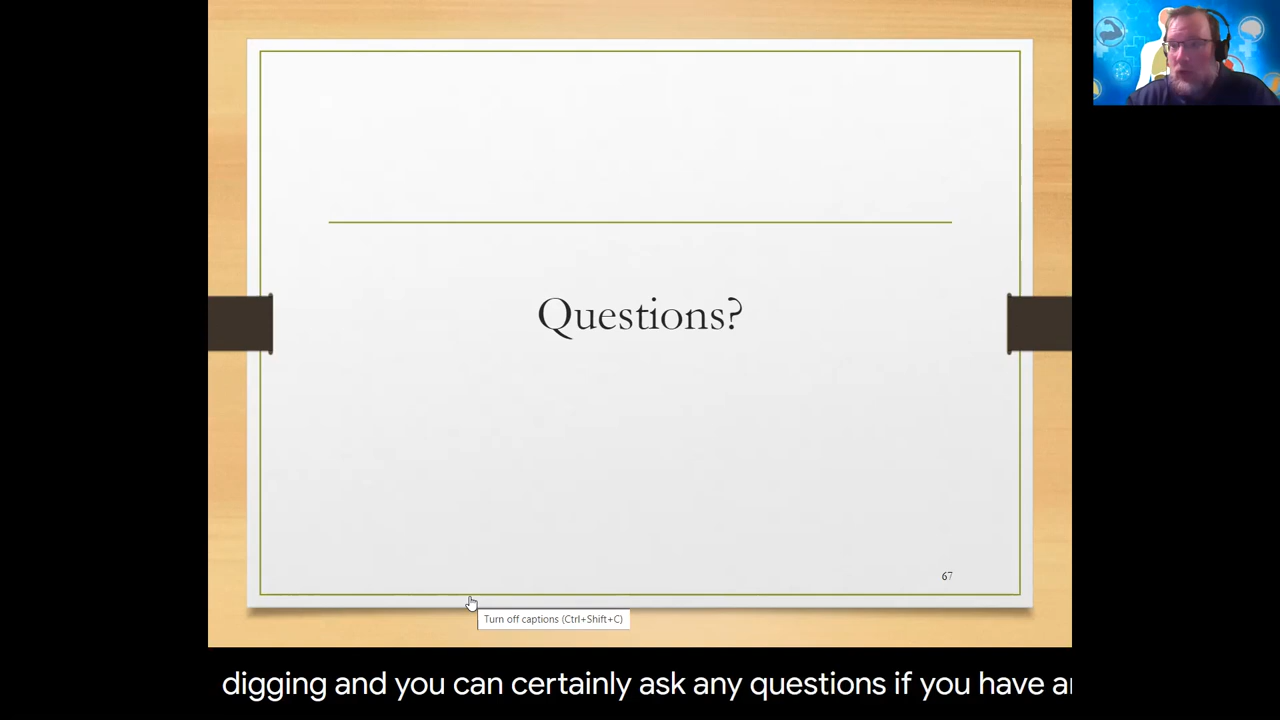 Questions?
67
Turn off captions (Ctrl+Shift+C)
digging and you can certainly ask any questions if you have